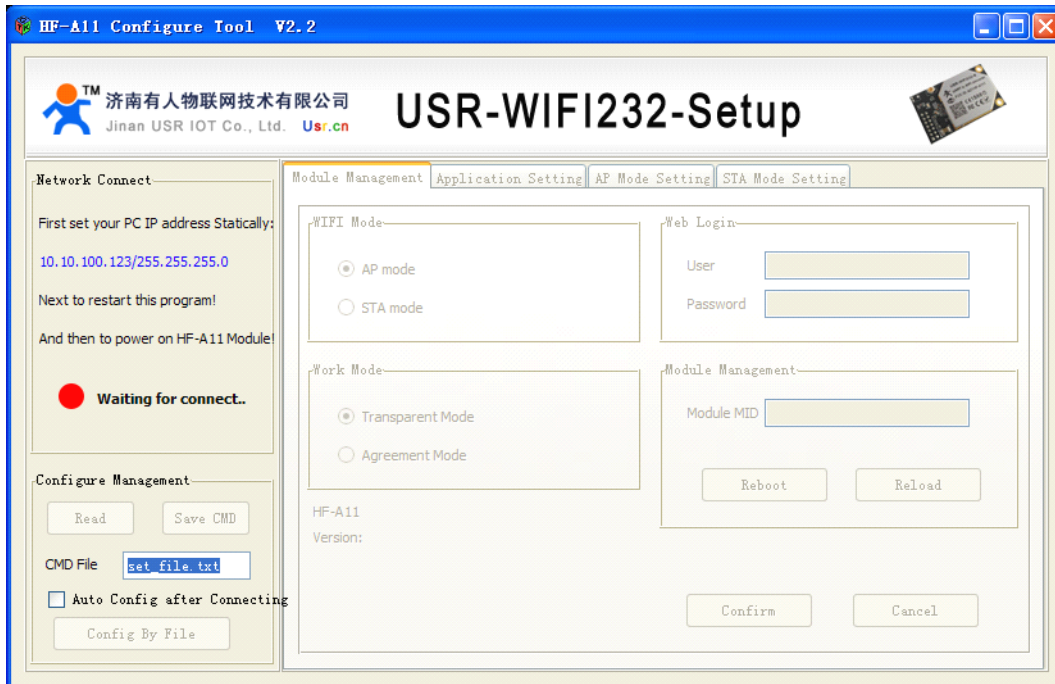 HF-A11 Configure Tool V2.2
TM
济南有人物联网技术有限公司
Jinan USR IOT Co., Ltd. Usr.cn
USR-WIFI232-Setup
Network Connect
First set your PC IP address Statically:
10.10.100.123/255.255.255.0
Next to restart this program!
And then to power on HF-A11 Module!
Waiting for connect..
Configure Management
Read
Save CMD
CMD File
set_file.txt
Auto Config after Connecting
Config By File
Module Management
Application Setting
AP Mode Setting
STA Mode Setting
WIFI Mode
AP mode
STA mode
Web Login
User
Password
Work Mode
Transparent Mode
Agreement Mode
Module Management
Module MID
Reboot
Reload
HF-A11
Version:
Confirm
Cancel